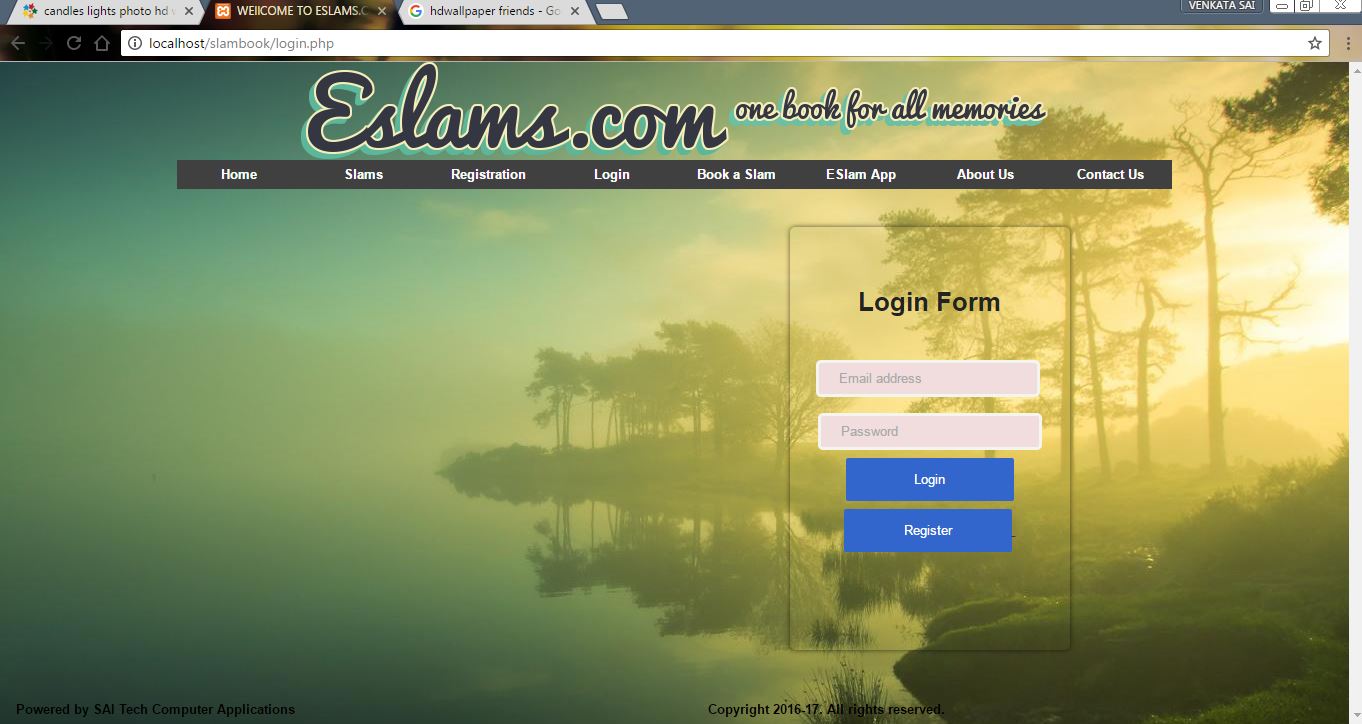 candles lights photo hd w
WElCOME TO ESLAMS.C
hdwallpaper friends - Go
VENKATA SAI
localhost/slambook/login.php
Eslams.com one book for all memories
Home Slams Registration Login Book a Slam ESlam App About Us Contact Us
Login Form
Email address
Password
Login
Register
Powered by SAI Tech Computer Applications Copyright 2016-17. All rights reserved.